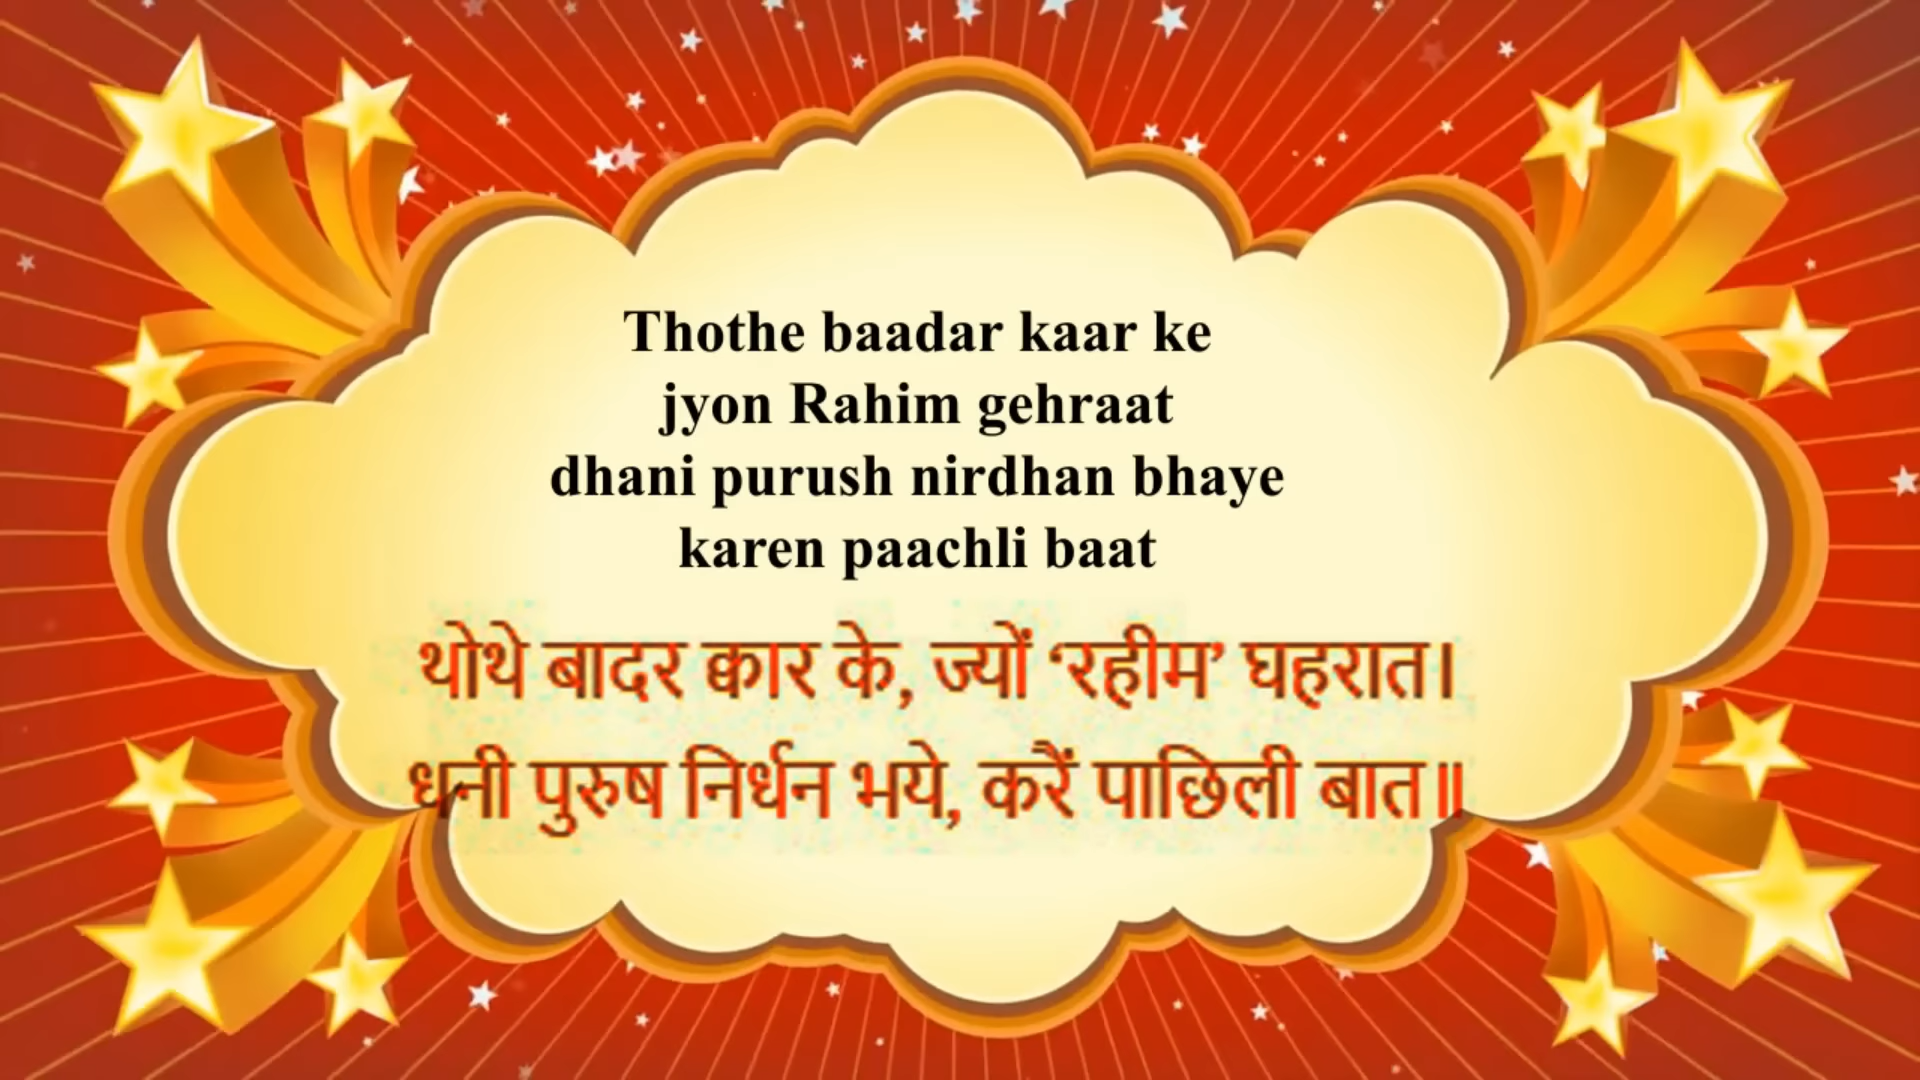 Thothe baadar kaar ke
jyon Rahim gehraat
dhani purush nirdhan bhaye
karen paachli baat
थोथे बादर क्वार के, ज्यों ‘रहीम’ घहरात।
धनी पुरुष निर्धन भये, करैं पाछिली बात॥